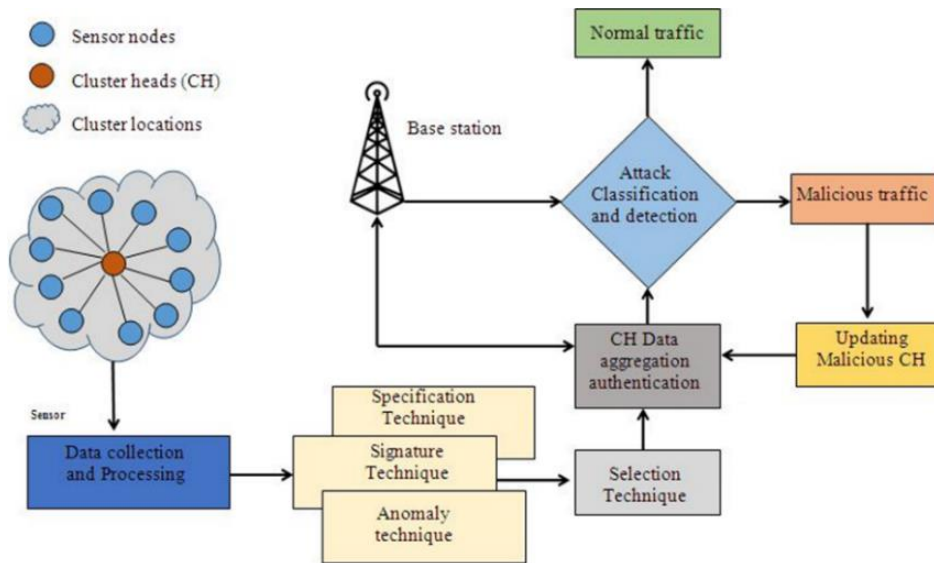 Sensor nodes
Cluster heads (CH)
Cluster locations
Normal traffic
Base station
Attack
Classification
and detection
Malicious traffic
CH Data
aggregation
authentication
Updating
Malicious CH
Sensor
Data collection
and Processing
Specification
Technique
Signature
Technique
Anomaly
technique
Selection
Technique